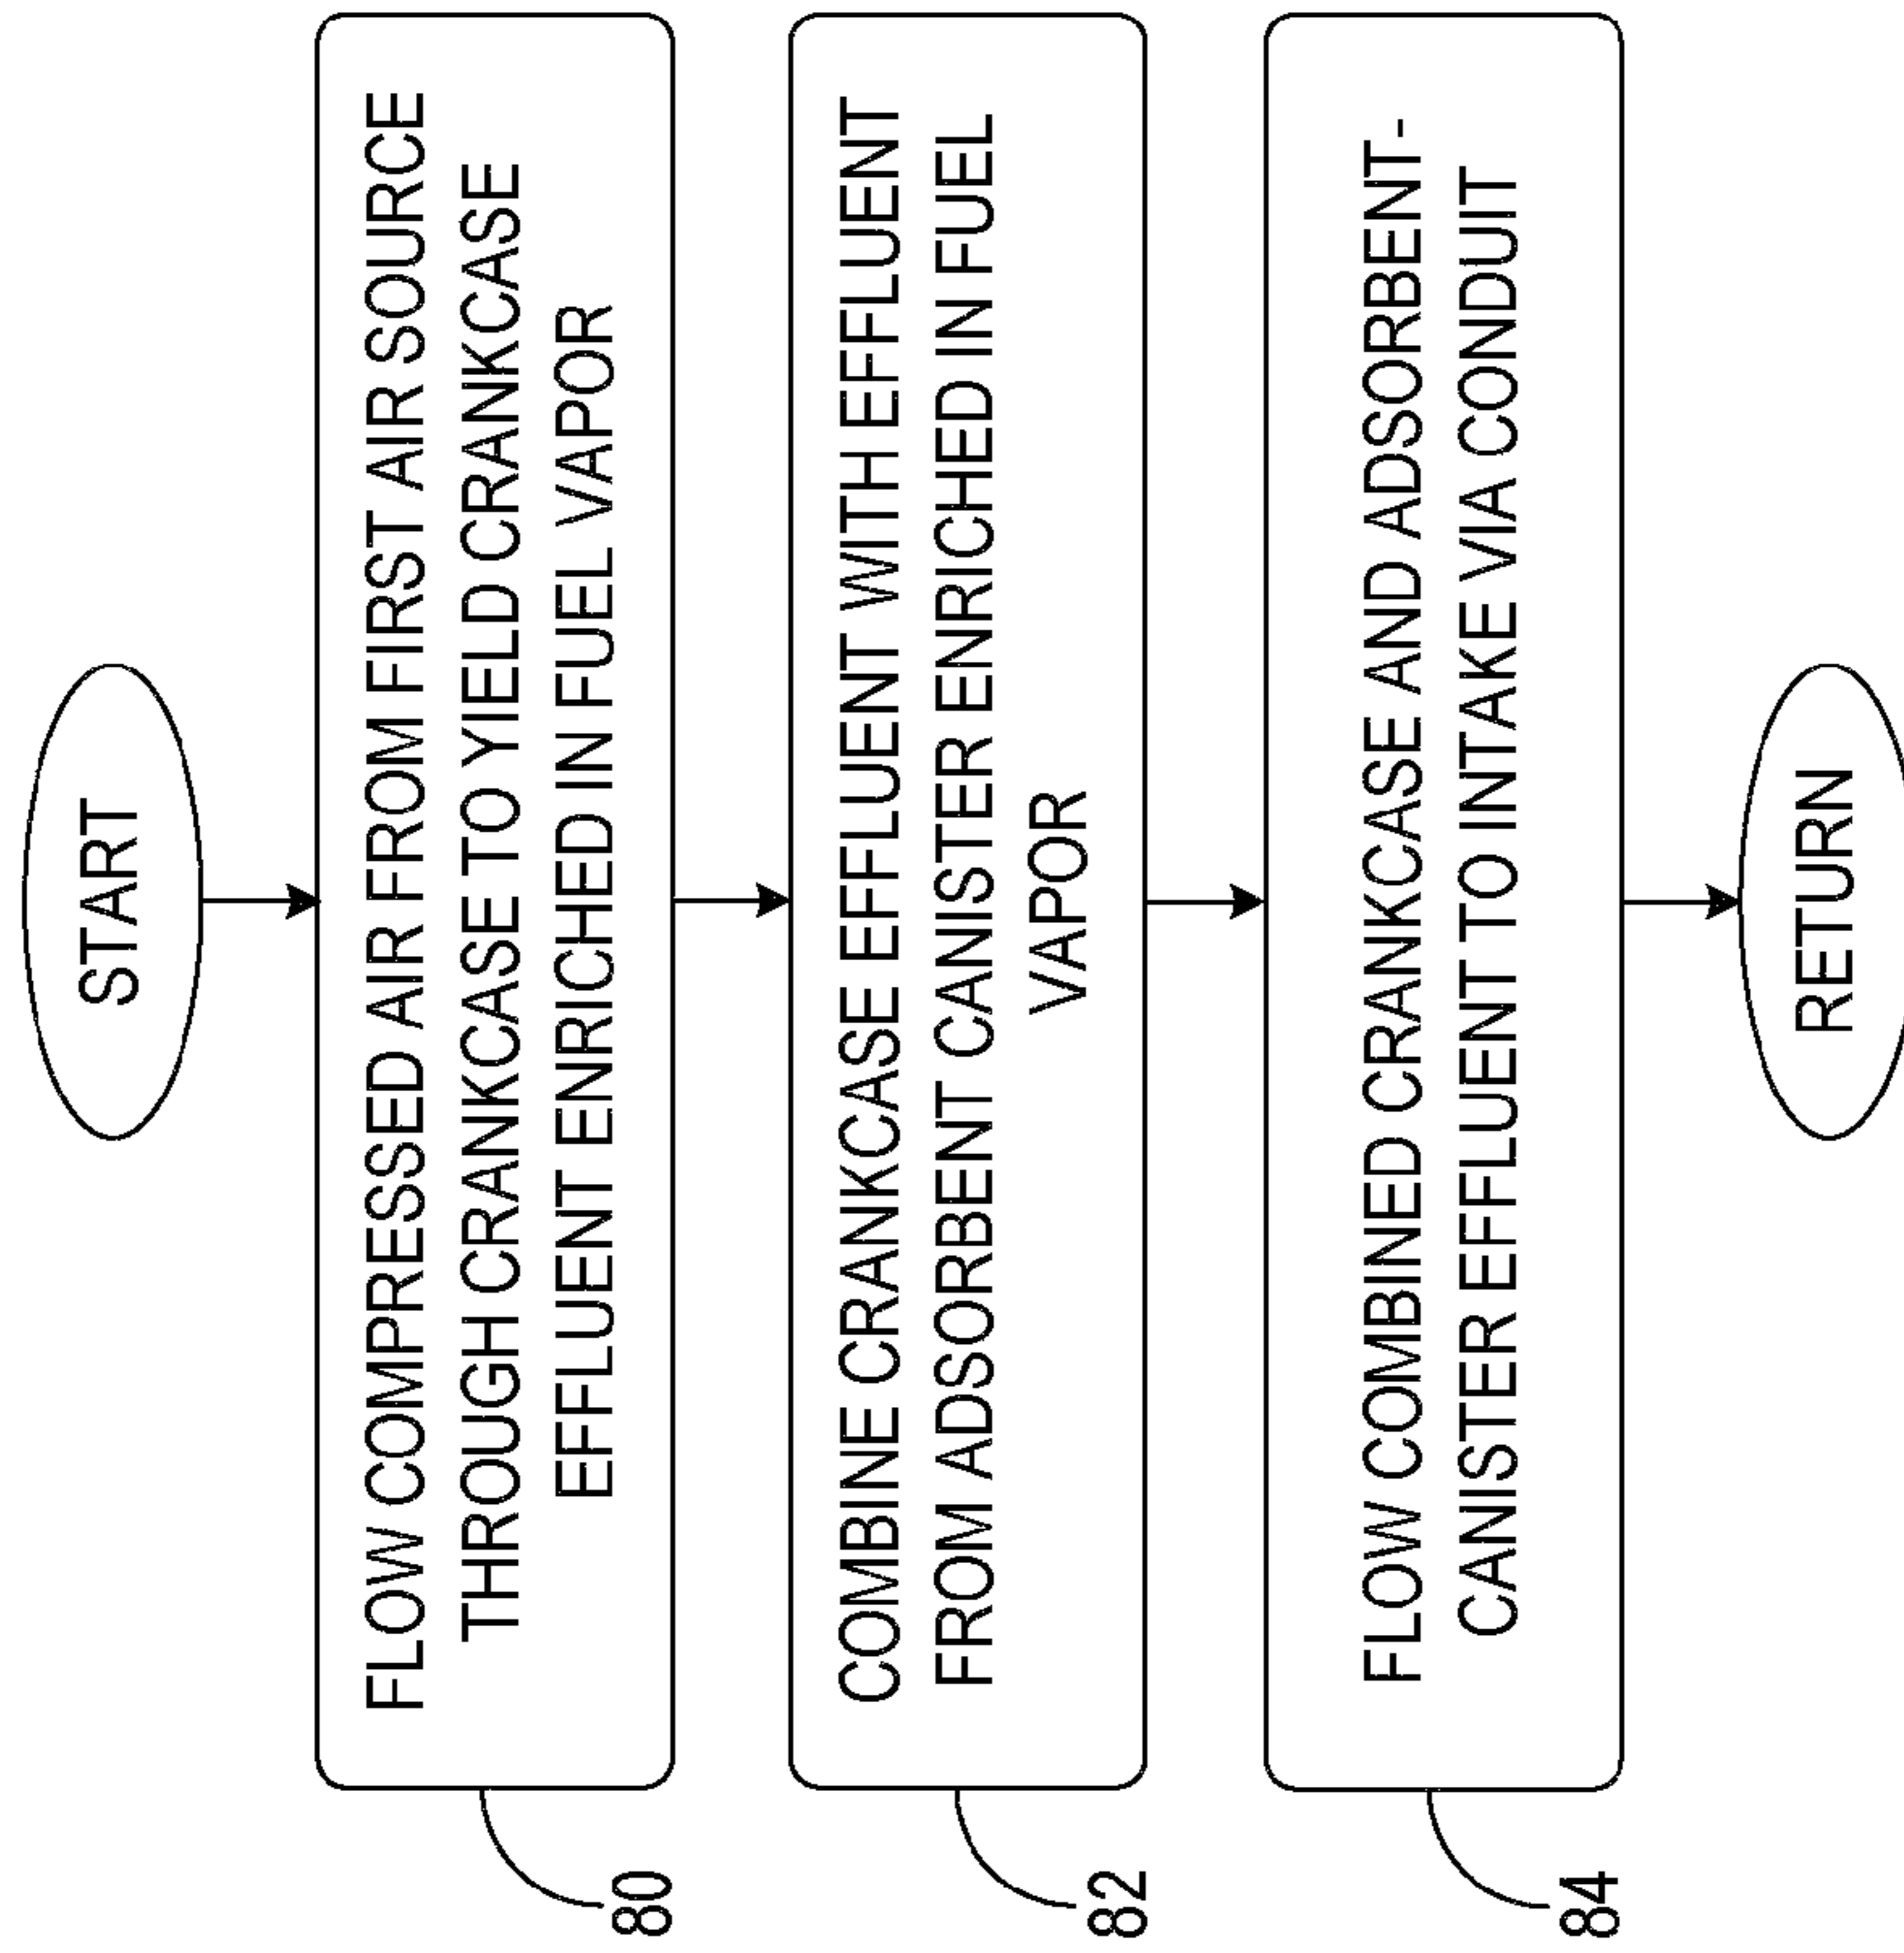 START
FLOW COMPRESSED AIR FROM FIRST AIR SOURCE
THROUGH CRANKCASE TO YIELD CRANKCASE
EFFLUENT ENRICHED IN FUEL VAPOR
80
COMBINE CRANKCASE EFFLUENT WITH EFFLUENT
FROM ADSORBENT CANISTER ENRICHED IN FUEL
VAPOR
82
FLOW COMBINED CRANKCASE AND ADSORBENT-
CANISTER EFFLUENT TO INTAKE VIA CONDUIT
84
RETURN